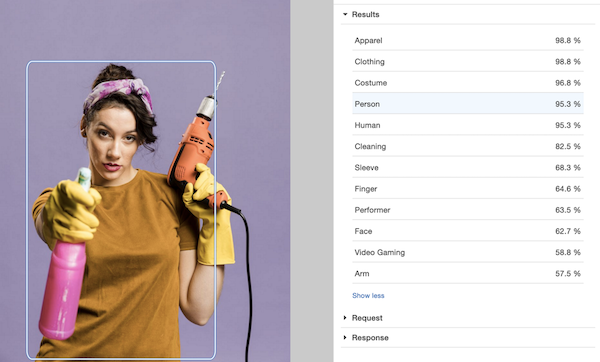 Results
Apparel 98.8 %
Clothing 98.8 %
Costume 96.8 %
Person 95.3 %
Human 95.3 %
Cleaning 82.5 %
Sleeve 68.3 %
Finger 64.6 %
Performer 63.5 %
Face 62.7 %
Video Gaming 58.8 %
Arm 57.5 %
Show less
Request
Response